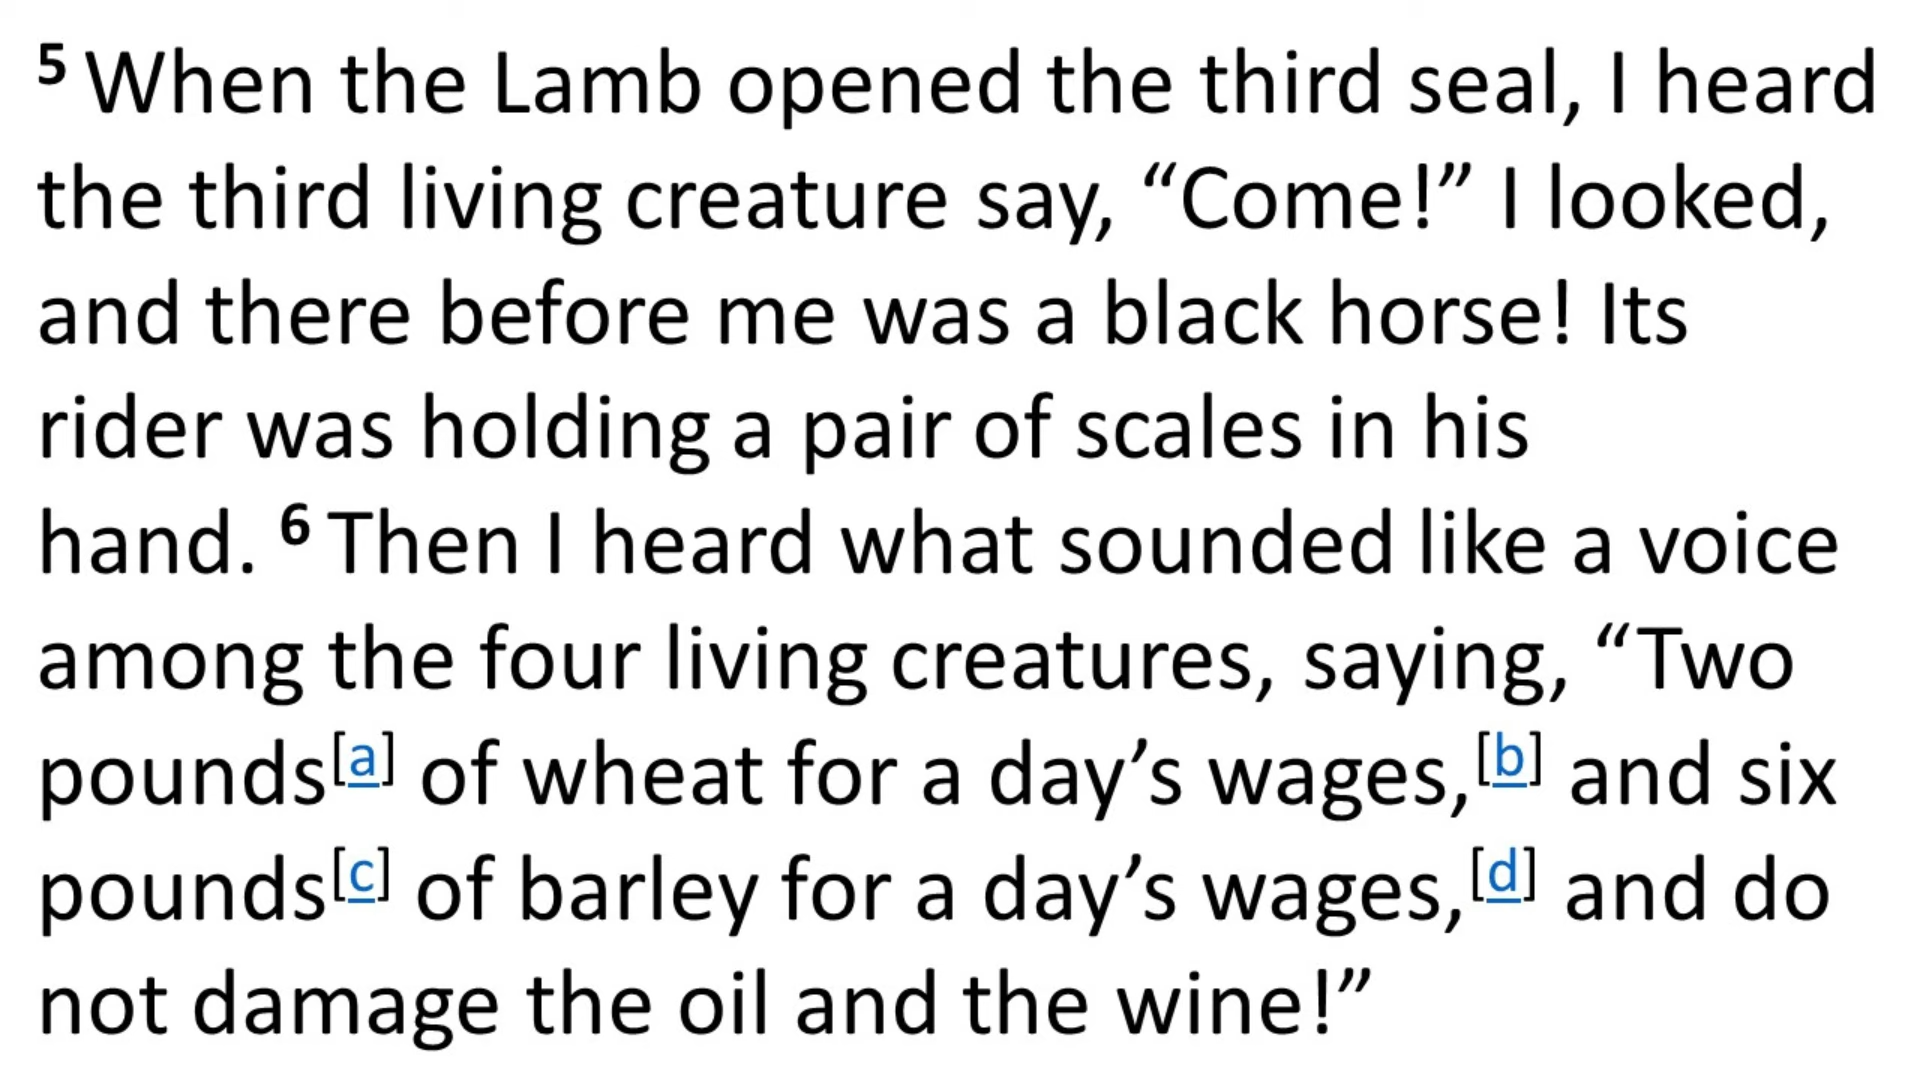 5 When the Lamb opened the third seal, I heard
the third living creature say, “Come!” I looked,
and there before me was a black horse! Its
rider was holding a pair of scales in his
hand. 6 Then I heard what sounded like a voice
among the four living creatures, saying, “Two
pounds[a] of wheat for a day’s wages,[b] and six
pounds[c] of barley for a day’s wages,[d] and do
not damage the oil and the wine!”